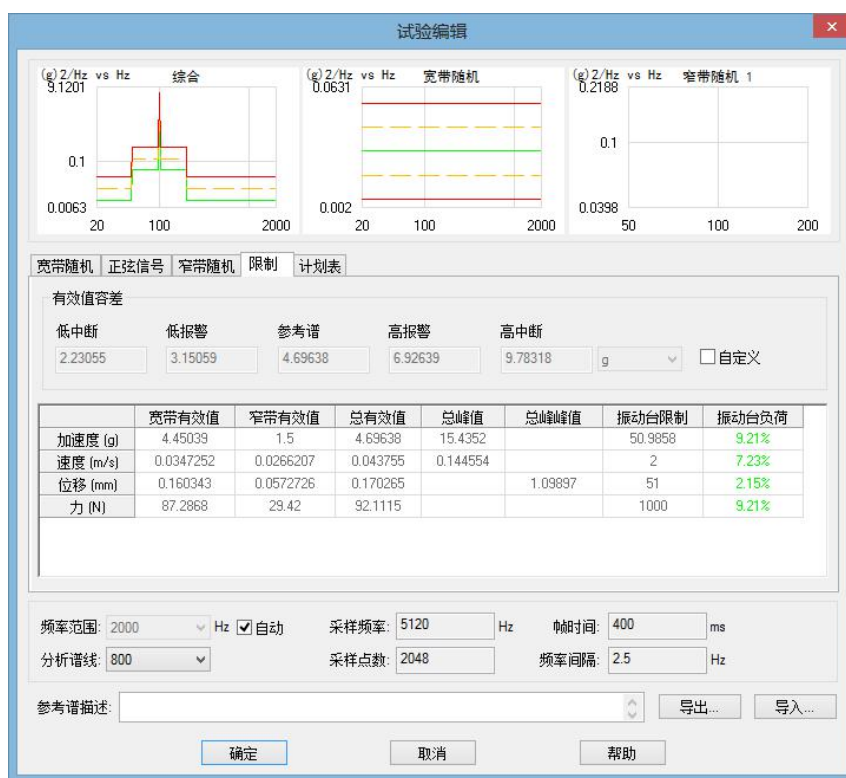 试验编辑
(g)2/Hz vs Hz 综合
9.1201
0.1
0.0063
20 100 2000
(g)2/Hz vs Hz 宽带随机
0.0631
0.002
20 100 2000
(g)2/Hz vs Hz 窄带随机 1
0.2188
0.1
0.0398
50 100 200
宽带随机 正弦信号 窄带随机 限制 计划表
有效值容差
低中断 低报警 参考谱 高报警 高中断
2.23055 3.15059 4.69638 6.92639 9.78318 g 自定义
宽带有效值 窄带有效值 总有效值 总峰值 总峰峰值 振动台限制 振动台负荷
加速度 (g) 4.45039 1.5 4.69638 15.4352 50.9858 9.21%
速度 (m/s) 0.0347252 0.0266207 0.043755 0.144554 2 7.23%
位移 (mm) 0.160343 0.0572726 0.170265 1.09897 51 2.15%
力 (N) 87.2868 29.42 92.1115 1000 9.21%
频率范围: 2000 Hz 自动 采样频率: 5120 Hz 帧时间: 400 ms
分析谱线: 800 采样点数: 2048 频率间隔: 2.5 Hz
参考谱描述: 导出... 导入...
确定 取消 帮助